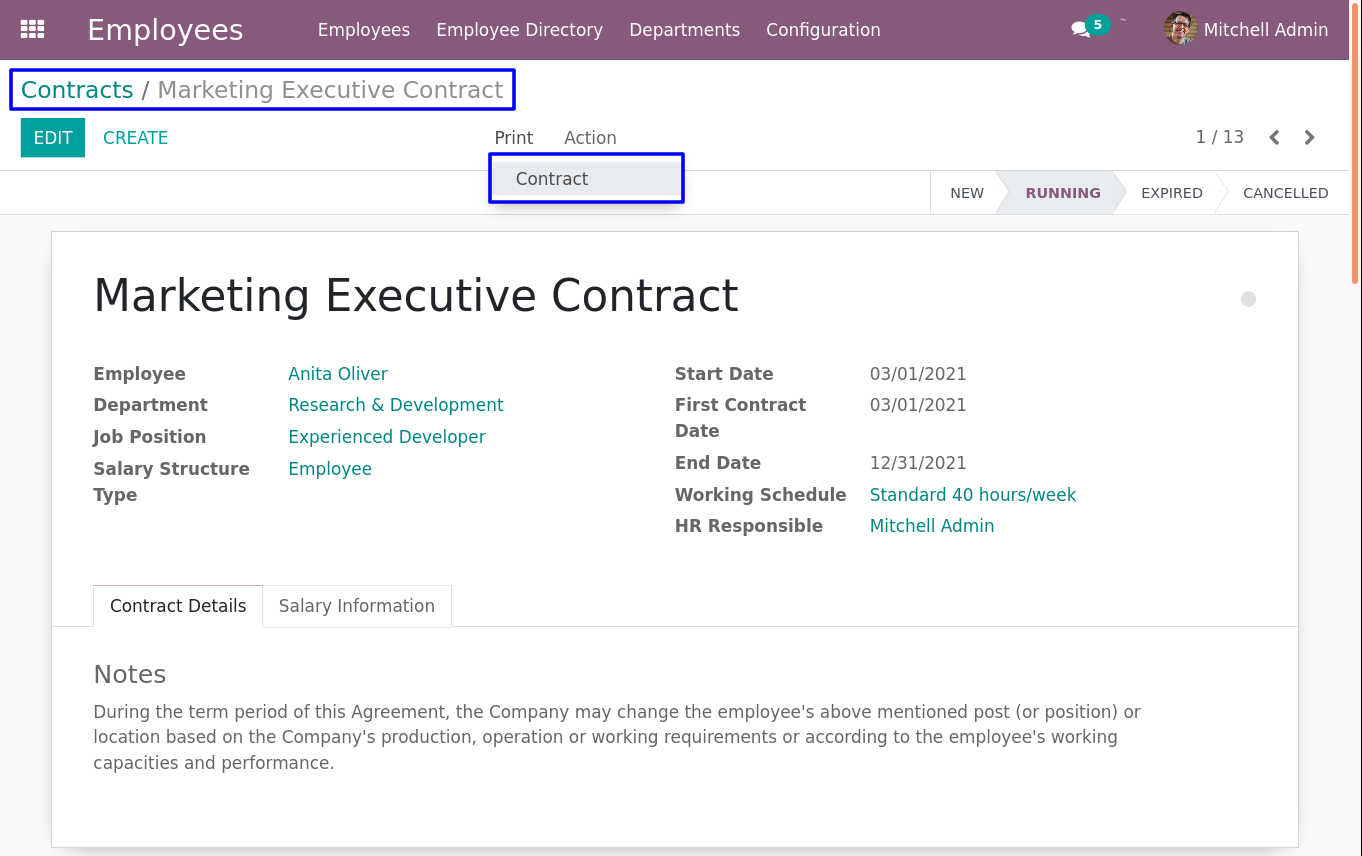 Employees Employees Employee Directory Departments Configuration 5 Mitchell Admin
Contracts / Marketing Executive Contract
EDIT CREATE Print Action 1 / 13
Contract
NEW RUNNING EXPIRED CANCELLED
Marketing Executive Contract
Employee Anita Oliver
Department Research & Development
Job Position Experienced Developer
Salary Structure Employee
Type
Start Date 03/01/2021
First Contract 03/01/2021
Date
End Date 12/31/2021
Working Schedule Standard 40 hours/week
HR Responsible Mitchell Admin
Contract Details Salary Information
Notes
During the term period of this Agreement, the Company may change the employee's above mentioned post (or position) or
location based on the Company's production, operation or working requirements or according to the employee's working
capacities and performance.